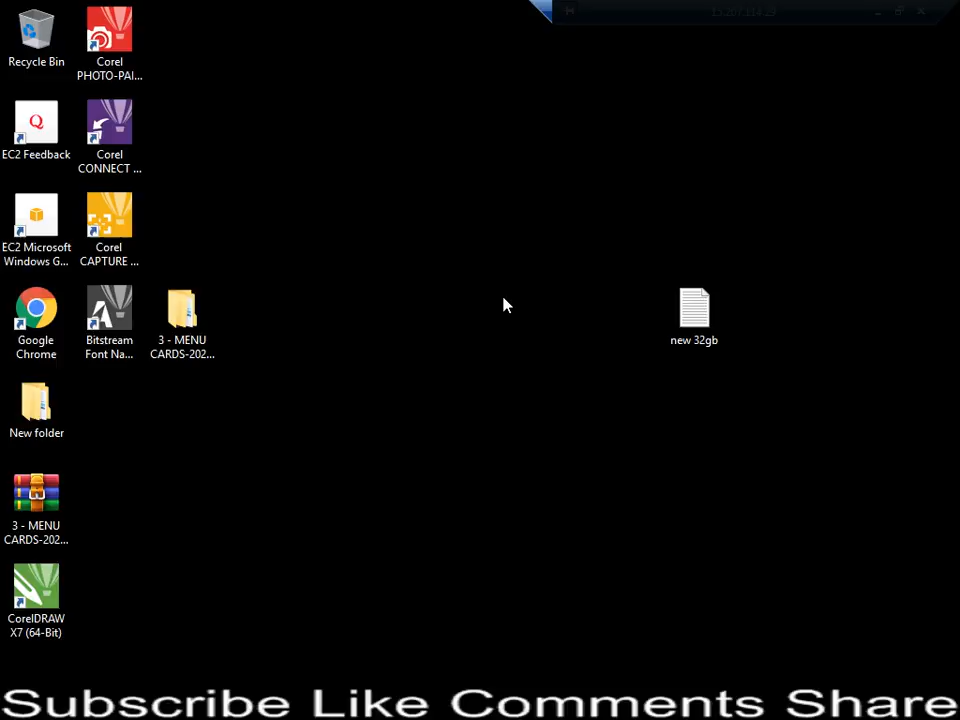 Recycle Bin
Corel
PHOTO-PAI...
EC2 Feedback
Corel
CONNECT ...
EC2 Microsoft
Windows G...
Corel
CAPTURE ...
Google
Chrome
Bitstream
Font Na...
3 - MENU
CARDS-202...
new 32gb
New folder
3 - MENU
CARDS-202...
CorelDRAW
X7 (64-Bit)
Subscribe Like Comments Share